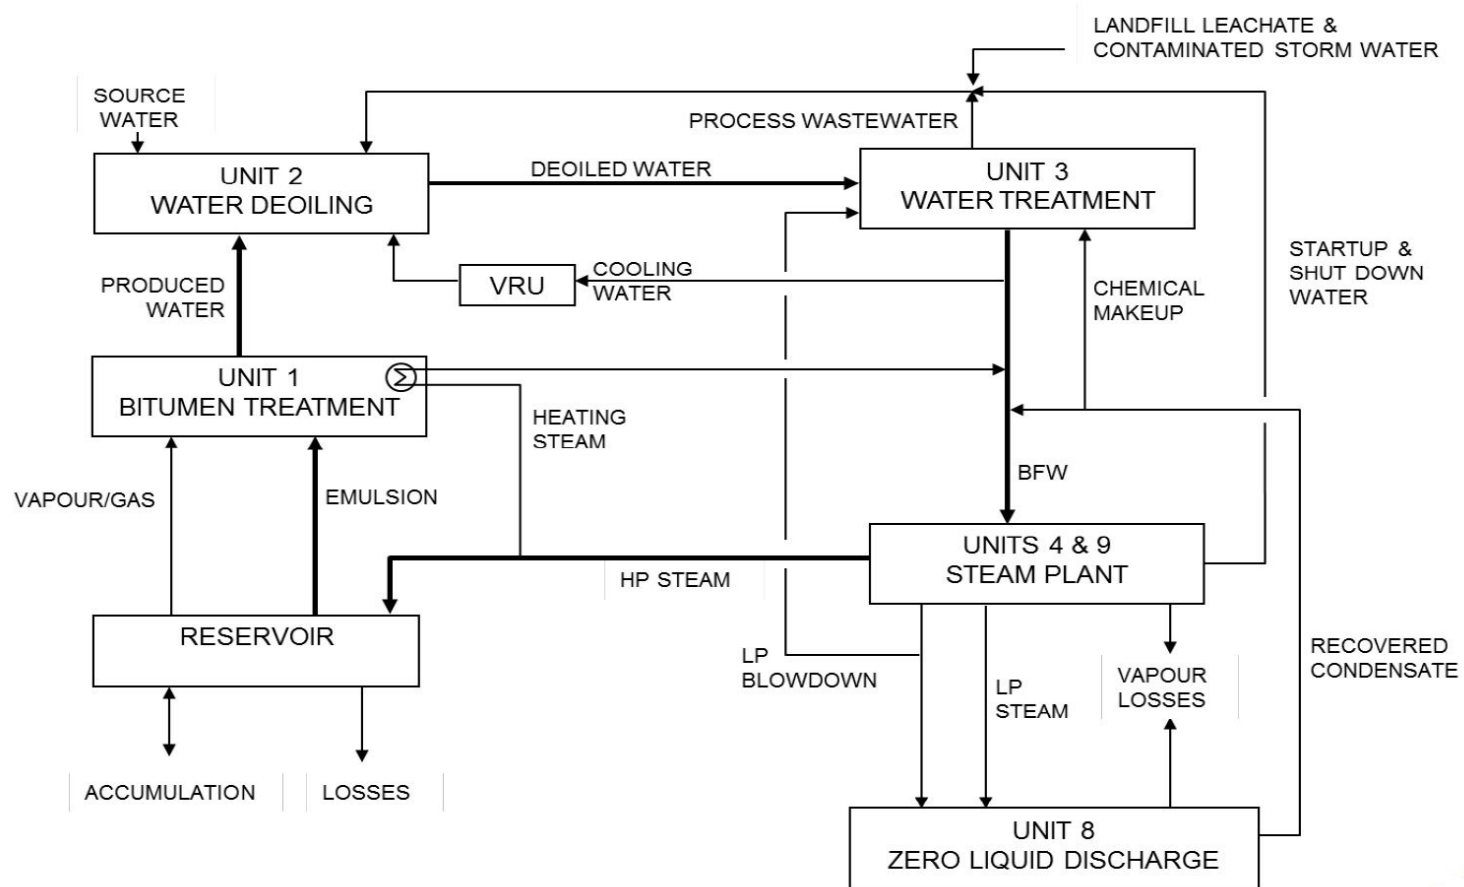 LANDFILL LEACHATE &
CONTAMINATED STORM WATER
SOURCE
WATER
PROCESS WASTEWATER
UNIT 2
WATER DEOILING
DEOILED WATER
UNIT 3
WATER TREATMENT
STARTUP &
SHUT DOWN
WATER
PRODUCED
WATER
VRU
COOLING
WATER
CHEMICAL
MAKEUP
UNIT 1
BITUMEN TREATMENT
HEATING
STEAM
VAPOUR/GAS
EMULSION
BFW
UNITS 4 & 9
STEAM PLANT
HP STEAM
RESERVOIR
LP
BLOWDOWN
LP
STEAM
VAPOUR
LOSSES
RECOVERED
CONDENSATE
ACCUMULATION
LOSSES
UNIT 8
ZERO LIQUID DISCHARGE